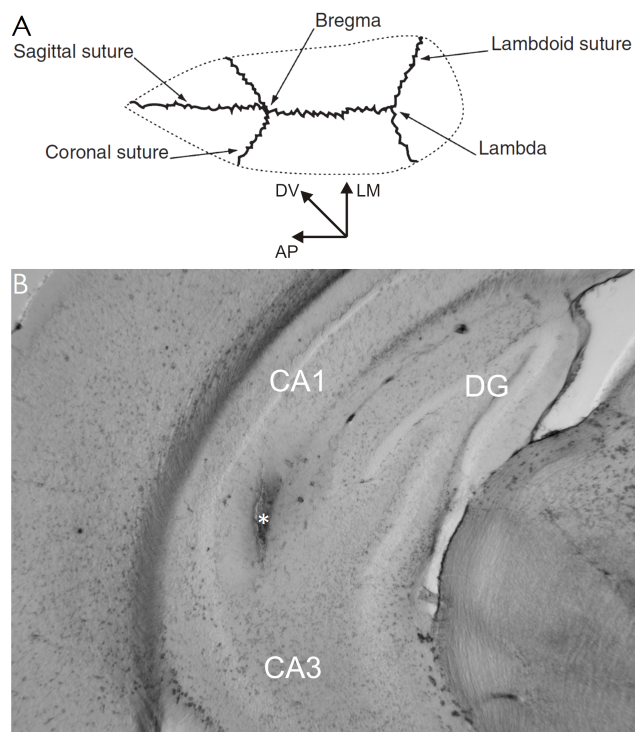 A
Bregma
Sagittal suture
Lambdoid suture
Coronal suture
Lambda
DV
LM
AP
B
CA1
DG
*
CA3